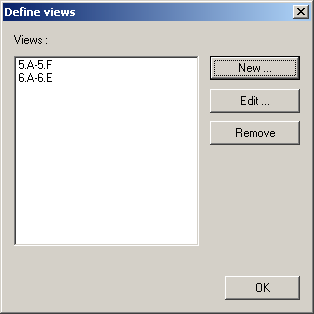 Define views
Views :
5.A-5.F
6.A-6.E
New ...
Edit ...
Remove
OK